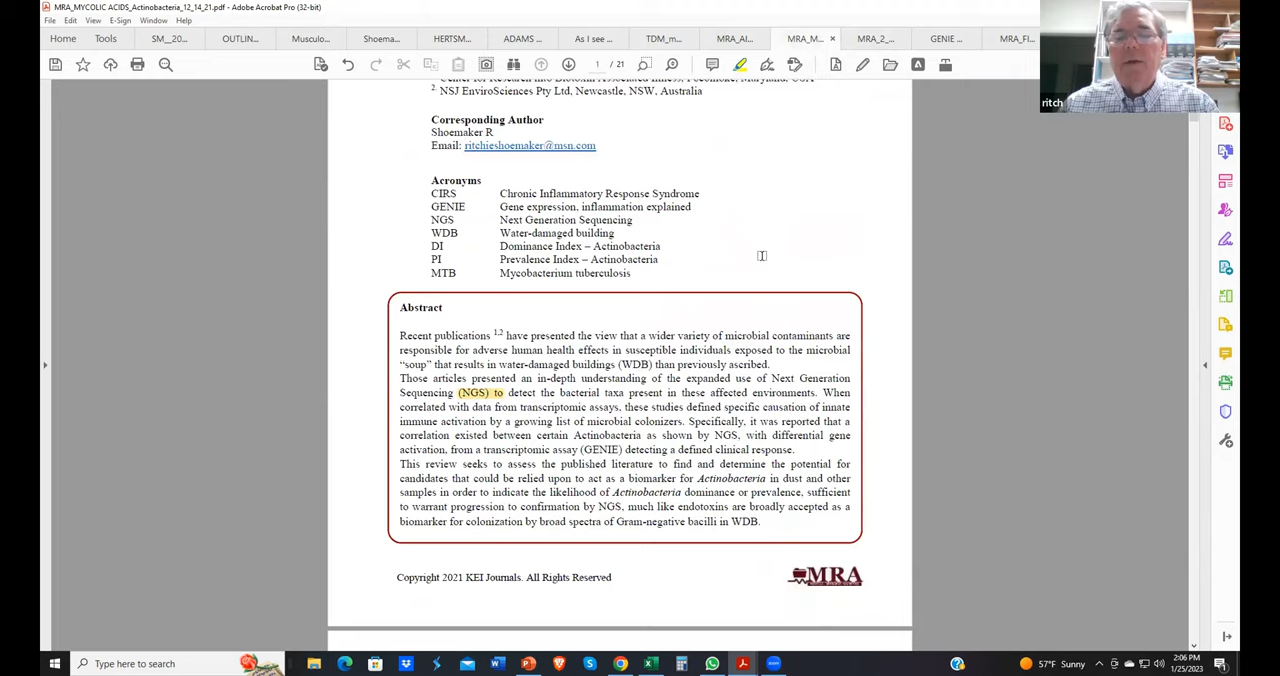 MRA_MYCOLIC ACIDS_Actinobacteria_12_14_21.pdf - Adobe Acrobat Pro (32-bit)
File Edit View E-Sign Window Help
Home Tools SM__20... OUTLIN... Musculo... Shoema... HERTSM... ADAMS... As I see ... TDM_m... MRA_AI... MRA_M... × MRA_2_... GENIE ... MRA_FI...
1 / 21
ritch
2. NSJ EnviroSciences Pty Ltd, Newcastle, NSW, Australia
Corresponding Author
Shoemaker R
Email: ritchieshoemaker@msn.com
Acronyms
CIRS Chronic Inflammatory Response Syndrome
GENIE Gene expression, inflammation explained
NGS Next Generation Sequencing
WDB Water-damaged building
DI Dominance Index – Actinobacteria
PI Prevalence Index – Actinobacteria
MTB Mycobacterium tuberculosis
Abstract
Recent publications 1,2 have presented the view that a wider variety of microbial contaminants are
responsible for adverse human health effects in susceptible individuals exposed to the microbial
“soup” that results in water-damaged buildings (WDB) than previously ascribed.
Those articles presented an in-depth understanding of the expanded use of Next Generation
Sequencing (NGS) to detect the bacterial taxa present in these affected environments. When
correlated with data from transcriptomic assays, these studies defined specific causation of innate
immune activation by a growing list of microbial colonizers. Specifically, it was reported that a
correlation existed between certain Actinobacteria as shown by NGS, with differential gene
activation, from a transcriptomic assay (GENIE) detecting a defined clinical response.
This review seeks to assess the published literature to find and determine the potential for
candidates that could be relied upon to act as a biomarker for Actinobacteria in dust and other
samples in order to indicate the likelihood of Actinobacteria dominance or prevalence, sufficient
to warrant progression to confirmation by NGS, much like endotoxins are broadly accepted as a
biomarker for colonization by broad spectra of Gram-negative bacilli in WDB.
Copyright 2021 KEI Journals. All Rights Reserved
MRA
Type here to search
57°F Sunny
2:06 PM
1/25/2023